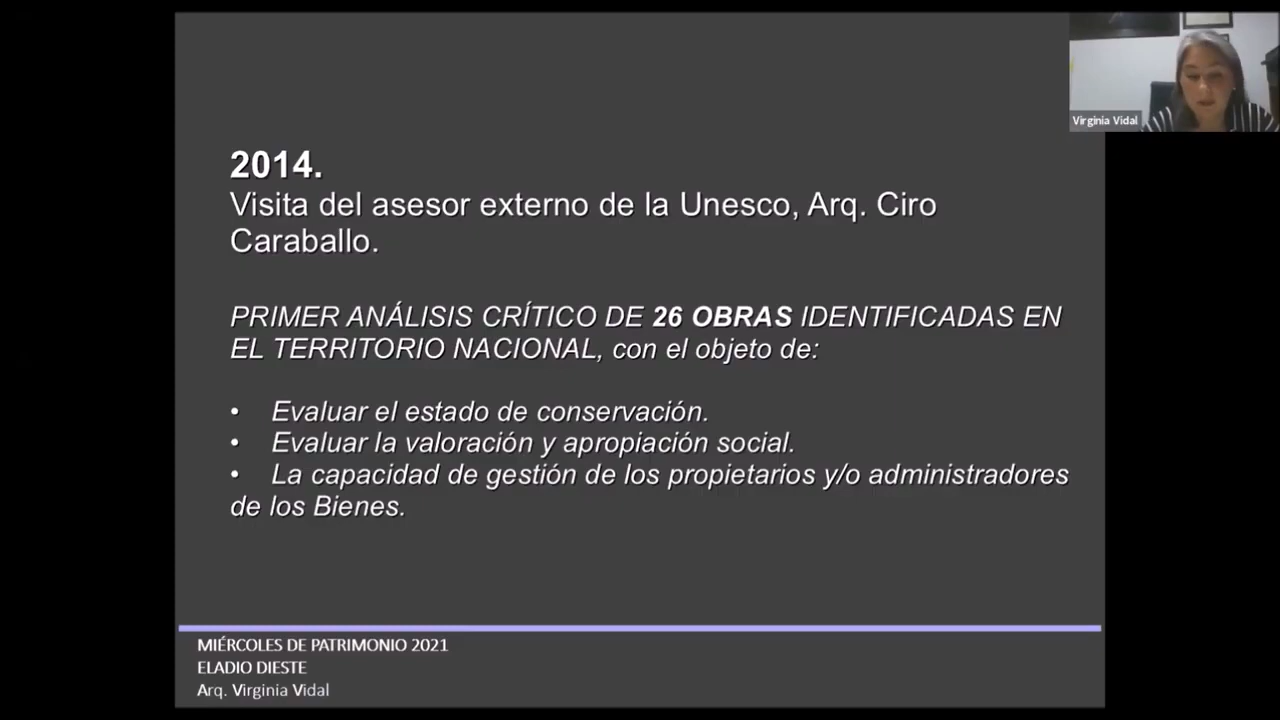 Virginia Vidal
2014.
Visita del asesor externo de la Unesco, Arq. Ciro
Caraballo.
PRIMER ANÁLISIS CRÍTICO DE 26 OBRAS IDENTIFICADAS EN
EL TERRITORIO NACIONAL, con el objeto de:
• Evaluar el estado de conservación.
• Evaluar la valoración y apropiación social.
• La capacidad de gestión de los propietarios y/o administradores
de los Bienes.
MIÉRCOLES DE PATRIMONIO 2021
ELADIO DIESTE
Arq. Virginia Vidal